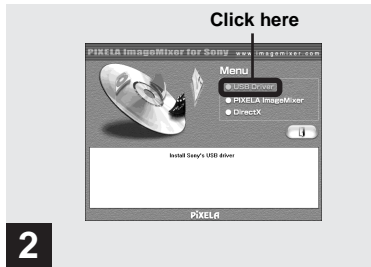 Click here
PIXELA ImageMixer for Sony www.imagemixer.com
Menu
USB Driver
PIXELA ImageMixer
DirectX
Install Sony's USB driver
PIXELA
2